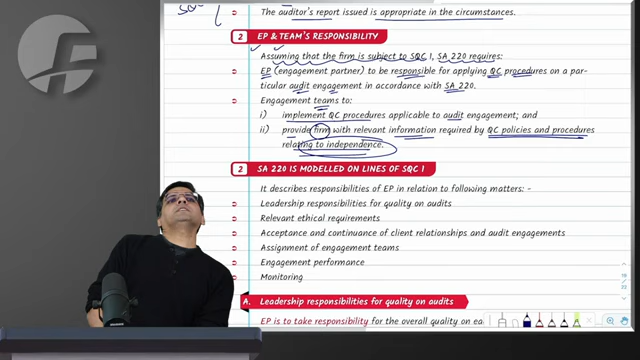 SQC 1
The auditor's report issued is appropriate in the circumstances.
2 EP & TEAM'S RESPONSIBILITY
Assuming that the firm is subject to SQC 1, SA 220 requires:
EP (engagement partner) to be responsible for applying QC procedures on a par-
ticular audit engagement in accordance with SA 220.
Engagement teams to:
i) implement QC procedures applicable to audit engagement; and
ii) provide firm with relevant information required by QC policies and procedures
relating to independence.
2 SA 220 IS MODELLED ON LINES OF SQC 1
It describes responsibilities of EP in relation to following matters: -
Leadership responsibilities for quality on audits
Relevant ethical requirements
Acceptance and continuance of client relationships and audit engagements
Assignment of engagement teams
Engagement performance
Monitoring
A. Leadership responsibilities for quality on audits
EP is to take responsibility for the overall quality on